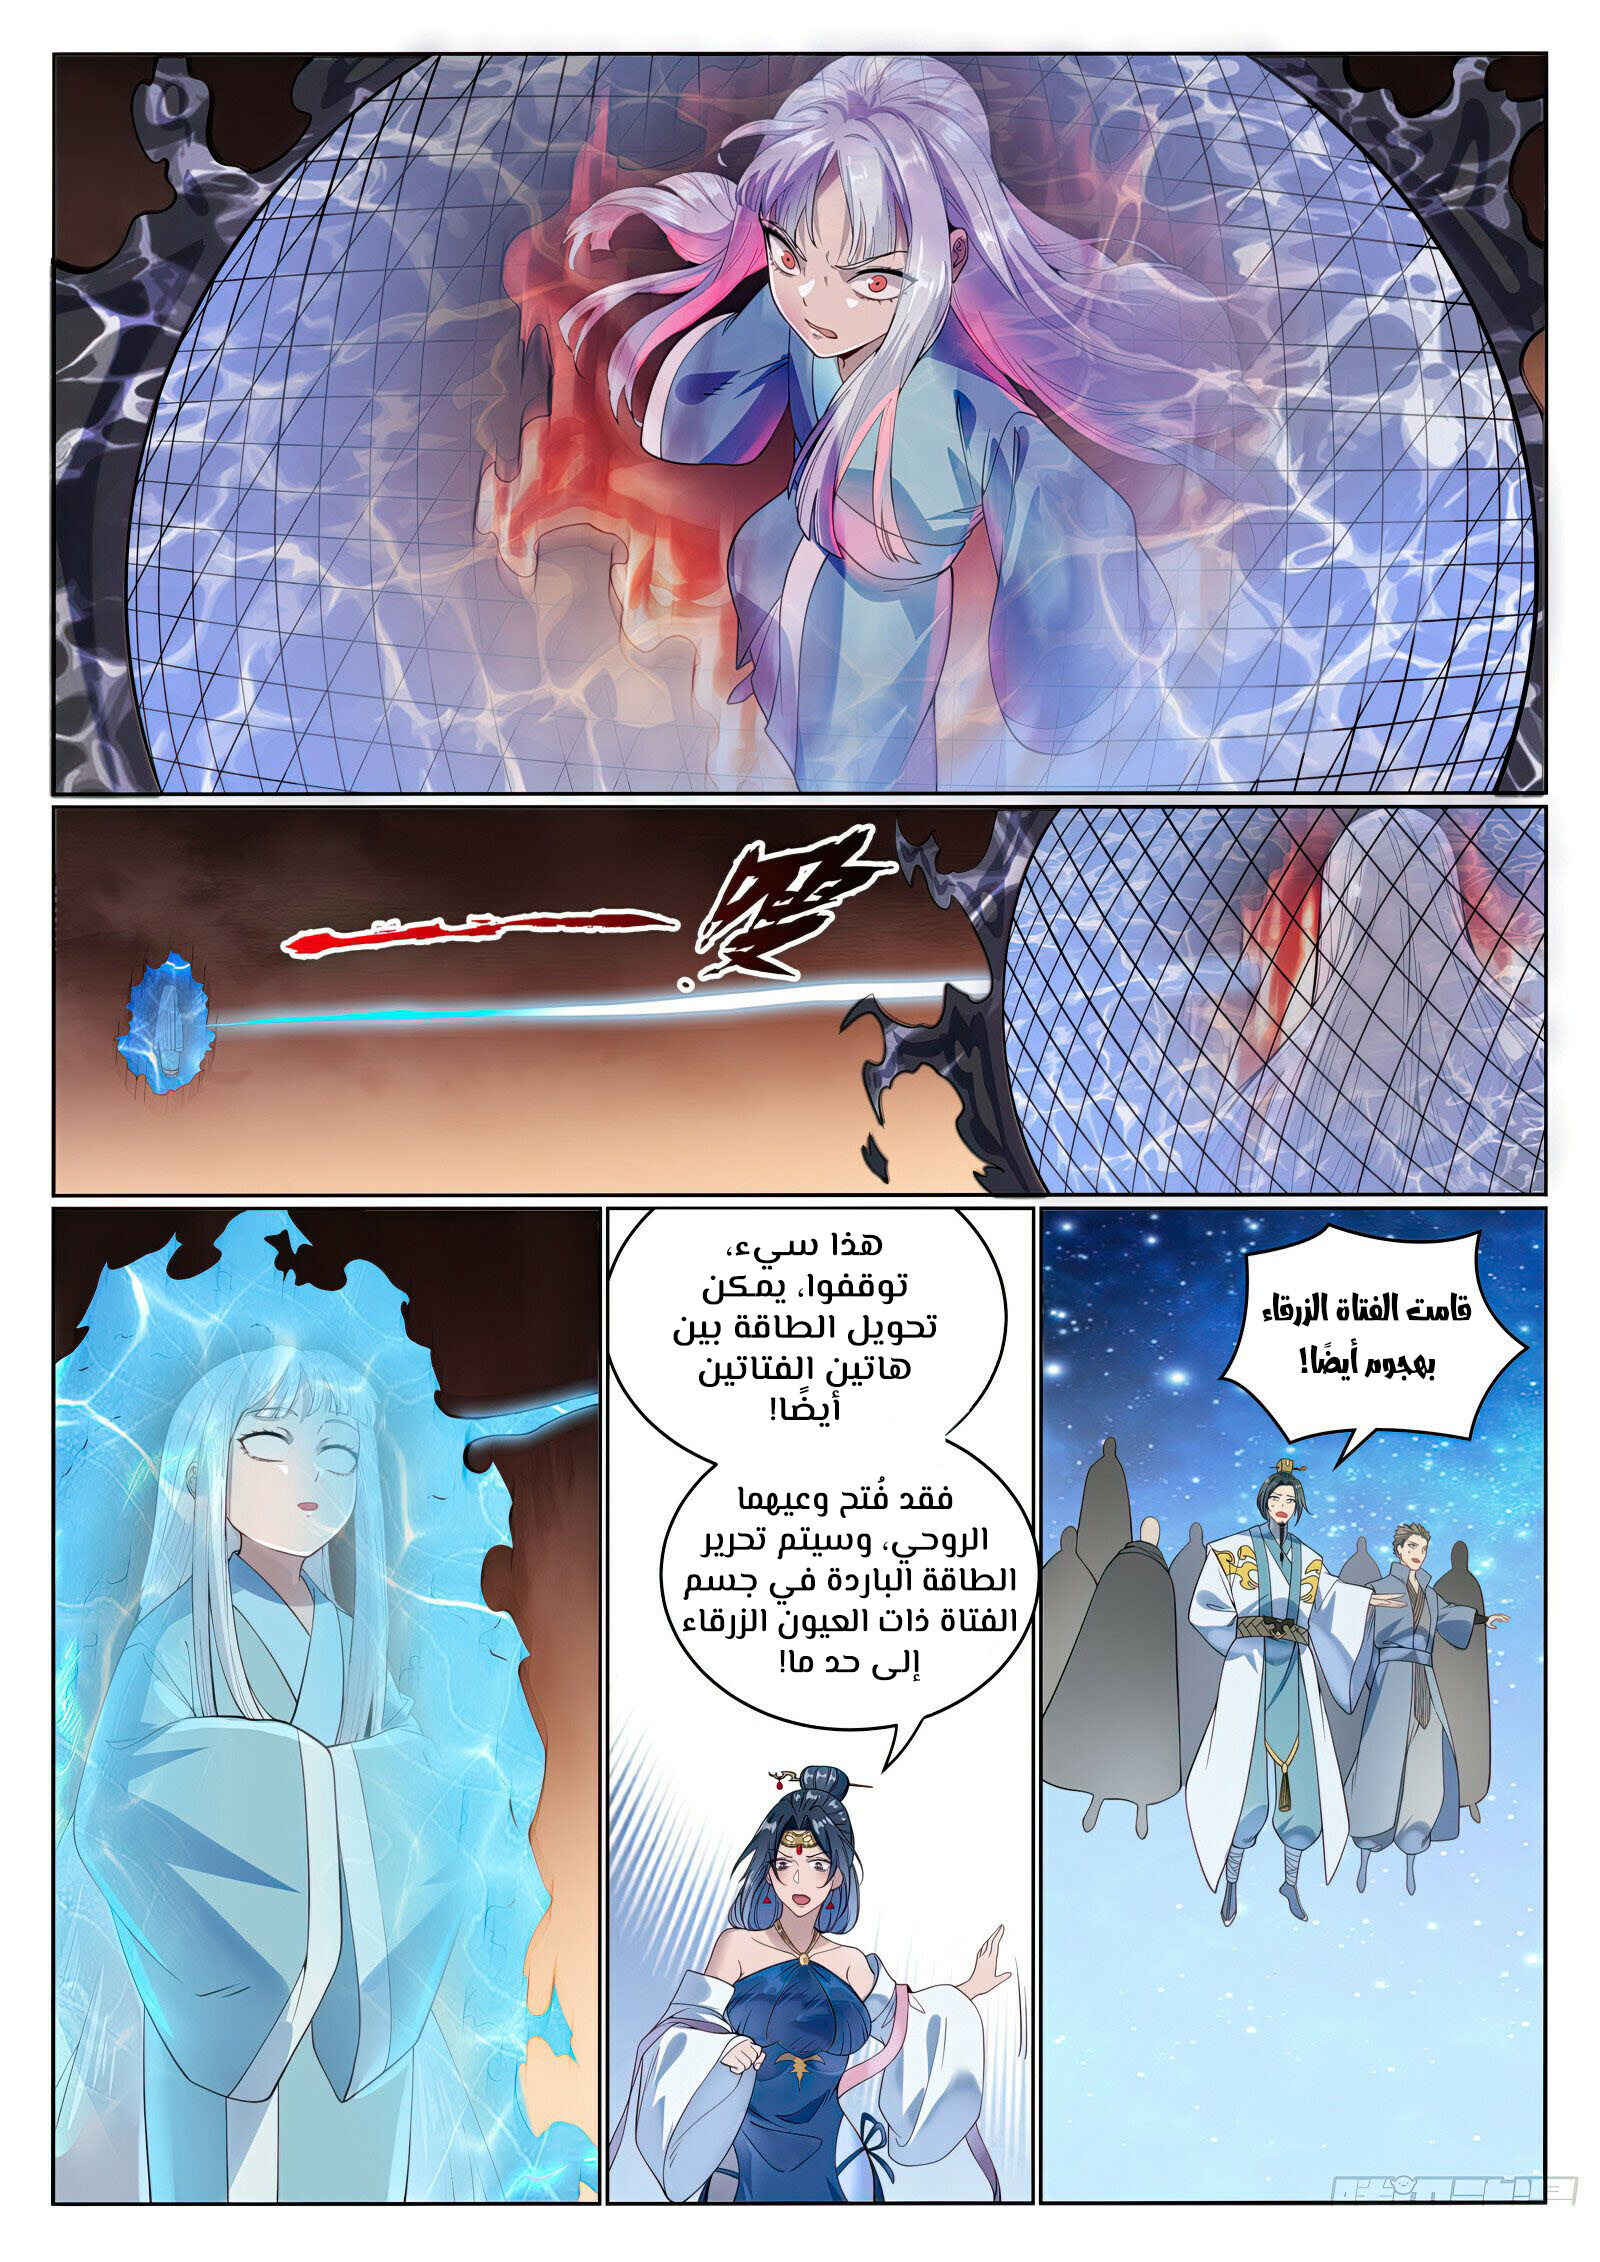 قامت الفتاة الزرقاء
بهجوم أيضًا!
هذا سيء،
توقفوا، يمكن
تحويل الطاقة بين
هاتين الفتاتين
أيضًا!
فقد فُتح وعيهما
الروحي، وسيتم تحرير
الطاقة الباردة في جسم
الفتاة ذات العيون الزرقاء
إلى حد ما!